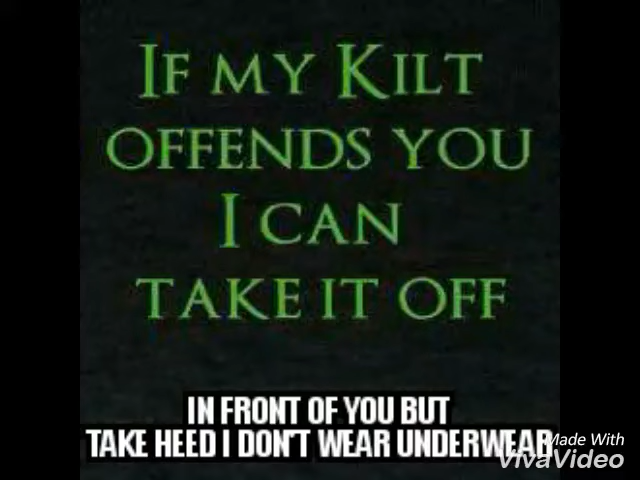 IF MY KILT
OFFENDS YOU
I CAN
TAKE IT OFF
IN FRONT OF YOU BUT
TAKE HEED I DON'T WEAR UNDERWEAR
Made With
VivaVideo